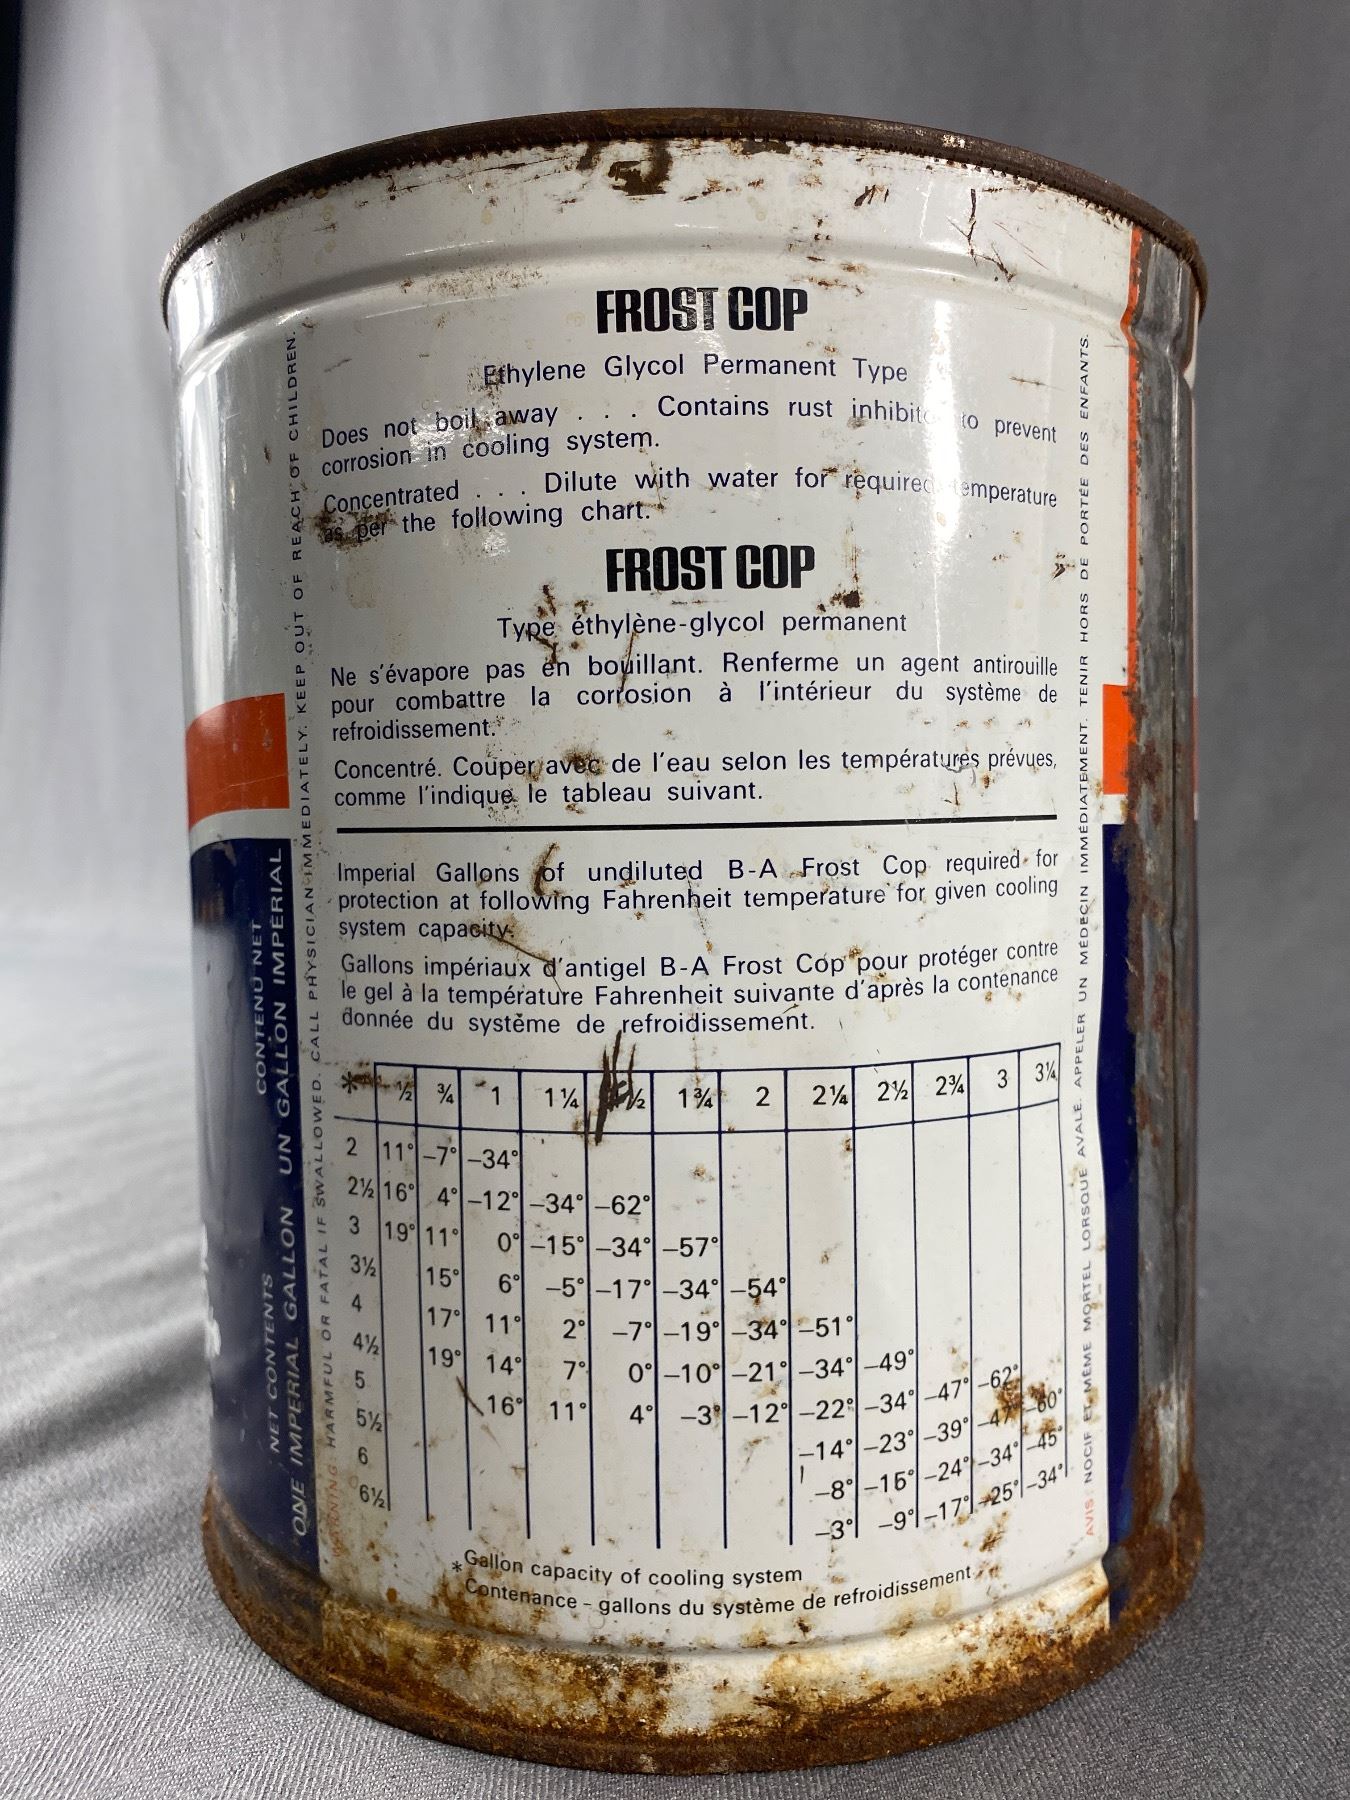 FROST COP
Ethylene Glycol Permanent Type
Does not boil away . . . Contains rust to prevent
corrosion in cooling system.
Concentrated . . . Dilute with water for required temperature
as per the following chart.
FROST COP
Type éthylène-glycol permanent
Ne s'évapore pas en bouillant. Renferme un agent antirouille
pour combattre la corrosion à l'intérieur du système de
refroidissement.
Concentré. Couper avec de l'eau selon les températures prévues,
comme l'indique le tableau suivant.
Imperial Gallons of undiluted B-A Frost Cop required for
protection at following Fahrenheit temperature for given cooling
system capacity.
Gallons impériaux d'antigel B-A Frost Cop pour protéger contre
le gel à la température Fahrenheit suivante d'après la contenance
donnée du système de refroidissement.
* ½ ¾ 1 1¼ ½ 1¾ 2 2¼ 2½ 2¾ 3 3¼
2 11° –7° –34°
2½ 16° 4° –12° –34° –62°
3 19° 11° 0° –15° –34° –57°
3½ 15° 6° –5° –17° –34° –54°
4 17° 11° 2° –7° –19° –34° –51°
4½ 19° 14° 7° 0° –10° –21° –34° –49°
5 16° 11° 4° –3° –12° –22° –34° –47° –62°
5½ –14° –23° –39° –47° –60°
6 –8° –15° –24° –34° –45°
6½ –3° –9° –17° –25° –34°
*Gallon capacity of cooling system
Contenance - gallons du système de refroidissement
WARNING: HARMFUL OR FATAL IF SWALLOWED. CALL PHYSICIAN IMMEDIATELY. KEEP OUT OF REACH OF CHILDREN.
AVIS: NOCIF ET MÊME MORTEL LORSQUE AVALÉ. APPELER UN MÉDECIN IMMÉDIATEMENT. TENIR HORS DE PORTÉE DES ENFANTS.
NET CONTENTS CONTENU NET
ONE IMPERIAL GALLON UN GALLON IMPÉRIAL